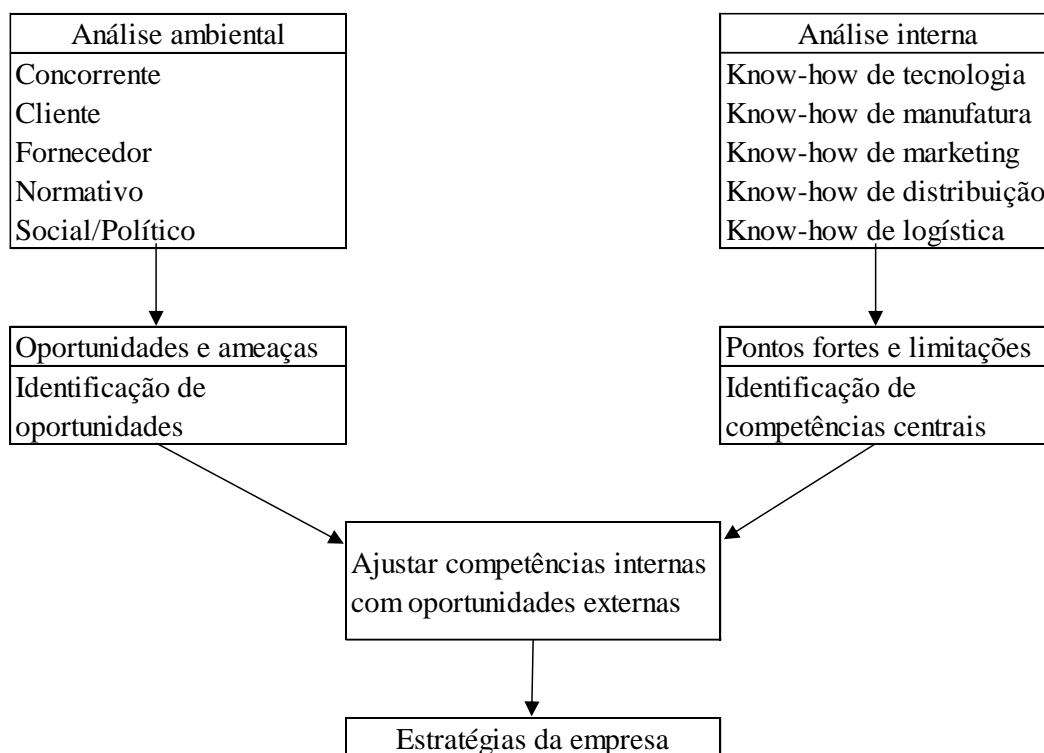 Análise ambiental
Concorrente
Cliente
Fornecedor
Normativo
Social/Político
Análise interna
Know-how de tecnologia
Know-how de manufatura
Know-how de marketing
Know-how de distribuição
Know-how de logística
Oportunidades e ameaças
Identificação de
oportunidades
Pontos fortes e limitações
Identificação de
competências centrais
Ajustar competências internas
com oportunidades externas
Estratégias da empresa